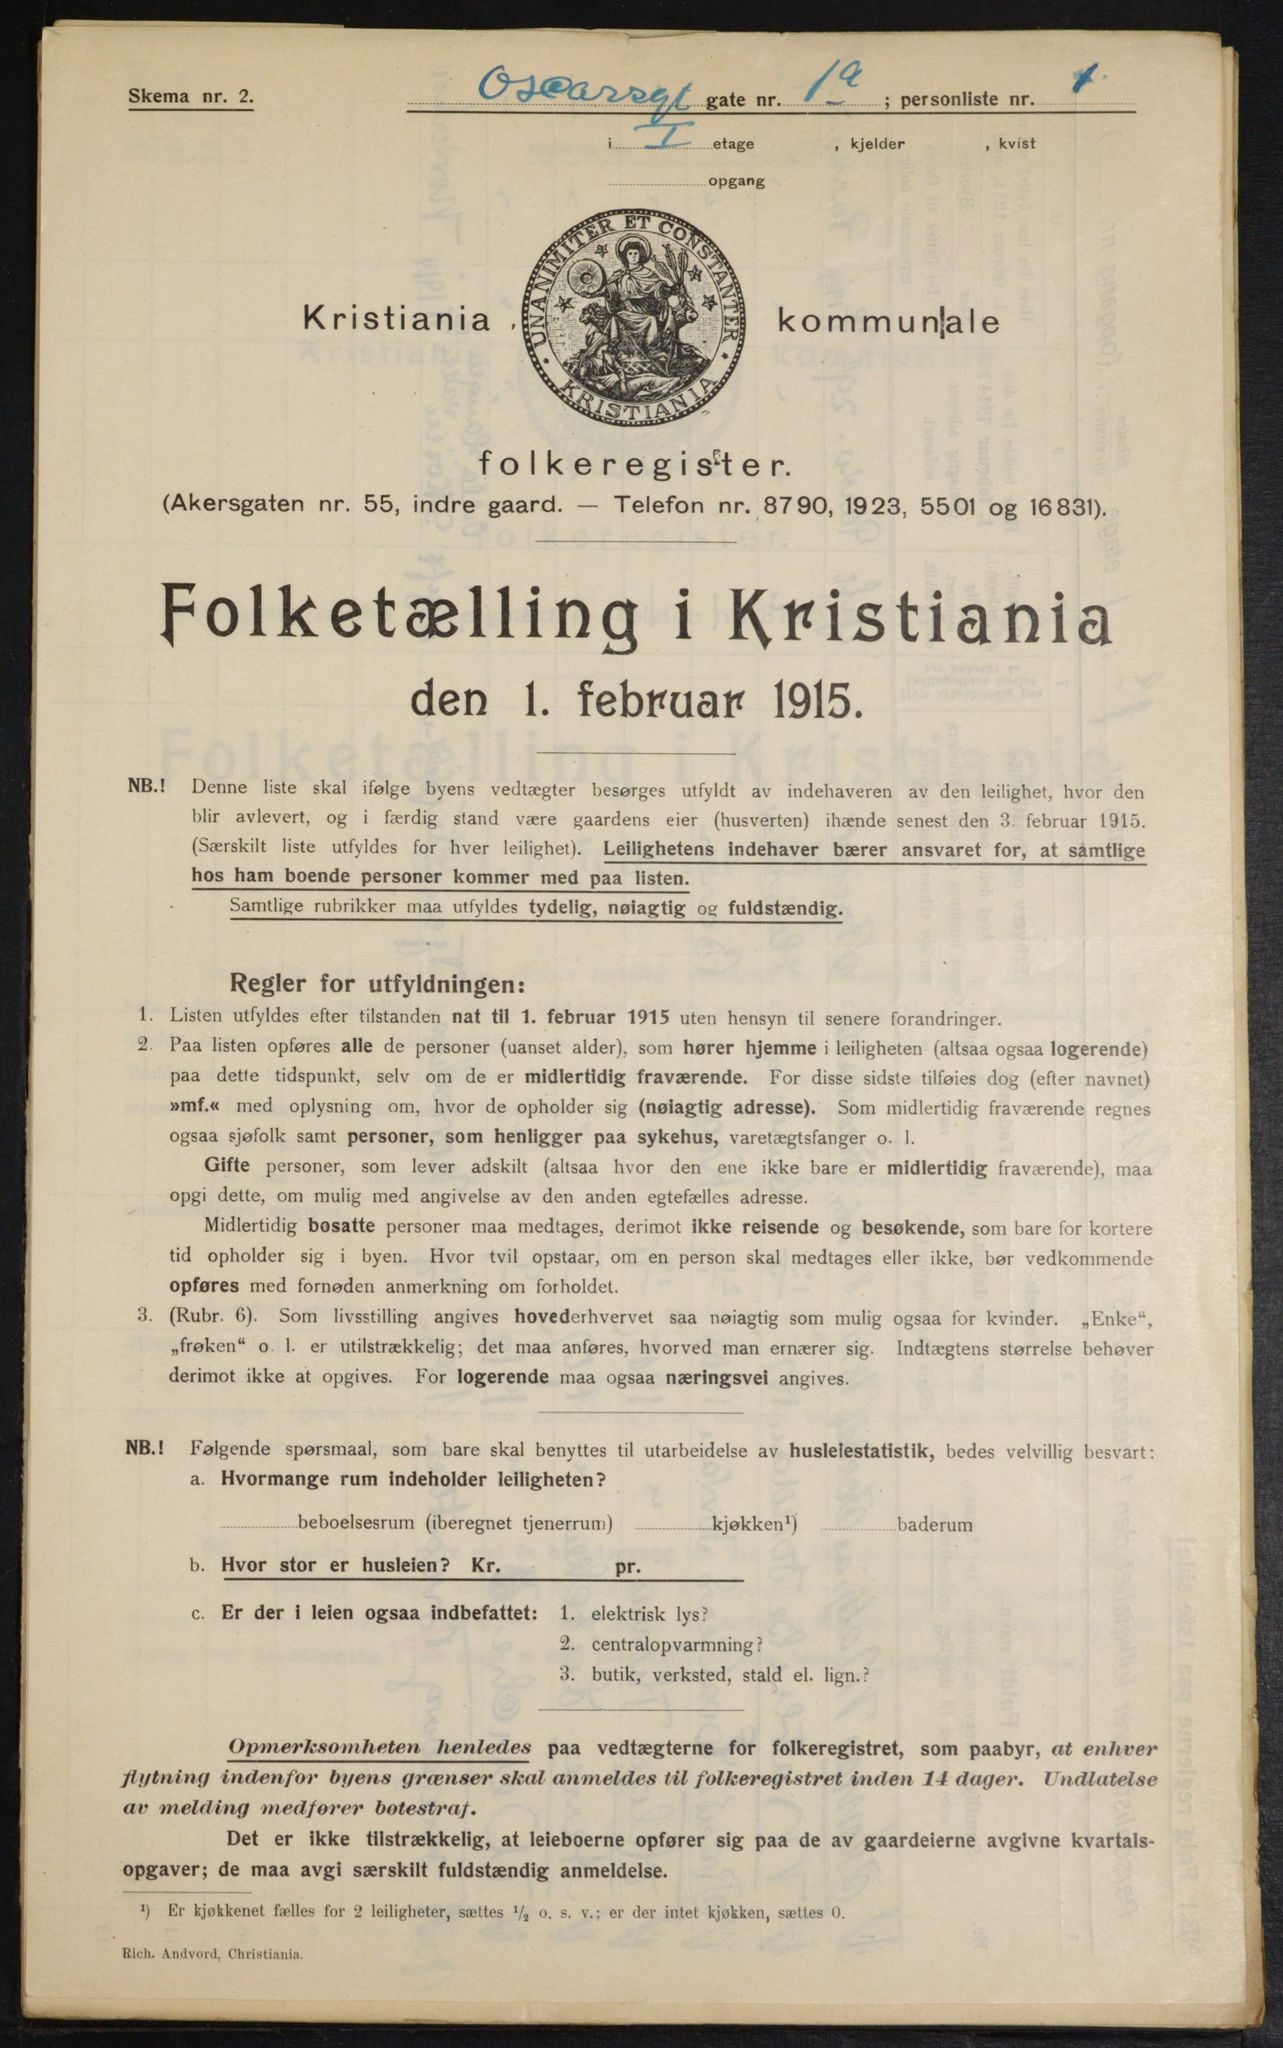 Skema nr. 2.
Oscarsgt gate nr. 1a ; personliste nr. 1
i I etage , kjelder , kvist
opgang
UNANIMITER ET CONSTANTER
KRISTIANIA
Kristiania kommunale
folkeregister.
(Akersgaten nr. 55, indre gaard. — Telefon nr. 8790, 1923, 5501 og 16831).
Folketælling i Kristiania
den 1. februar 1915.
NB.! Denne liste skal ifølge byens vedtægter besørges utfyldt av indehaveren av den leilighet, hvor den
blir avlevert, og i færdig stand være gaardens eier (husverten) ihænde senest den 3. februar 1915.
(Særskilt liste utfyldes for hver leilighet). Leilighetens indehaver bærer ansvaret for, at samtlige
hos ham boende personer kommer med paa listen.
Samtlige rubrikker maa utfyldes tydelig, nøiagtig og fuldstændig.
Regler for utfyldningen:
1. Listen utfyldes efter tilstanden nat til 1. februar 1915 uten hensyn til senere forandringer.
2. Paa listen opføres alle de personer (uanset alder), som hører hjemme i leiligheten (altsaa ogsaa logerende)
paa dette tidspunkt, selv om de er midlertidig fraværende. For disse sidste tilføies dog (efter navnet)
»mf.« med oplysning om, hvor de opholder sig (nøiagtig adresse). Som midlertidig fraværende regnes
ogsaa sjøfolk samt personer, som henligger paa sykehus, varetægtsfanger o. l.
Gifte personer, som lever adskilt (altsaa hvor den ene ikke bare er midlertidig fraværende), maa
opgi dette, om mulig med angivelse av den anden egtefælles adresse.
Midlertidig bosatte personer maa medtages, derimot ikke reisende og besøkende, som bare for kortere
tid opholder sig i byen. Hvor tvil opstaar, om en person skal medtages eller ikke, bør vedkommende
opføres med fornøden anmerkning om forholdet.
3. (Rubr. 6). Som livsstilling angives hovederhvervet saa nøiagtig som mulig ogsaa for kvinder. „Enke“,
„frøken“ o. l. er utilstrækkelig; det maa anføres, hvorved man ernærer sig. Indtægtens størrelse behøver
derimot ikke at opgives. For logerende maa ogsaa næringsvei angives.
NB.! Følgende spørsmaal, som bare skal benyttes til utarbeidelse av husleiestatistik, bedes velvillig besvart:
a. Hvormange rum indeholder leiligheten?
beboelsesrum (iberegnet tjenerrum) kjøkken¹) baderum
b. Hvor stor er husleien? Kr. pr.
c. Er der i leien ogsaa indbefattet: 1. elektrisk lys?
2. centralopvarmning?
3. butik, verksted, stald el. lign.?
Opmerksomheten henledes paa vedtægterne for folkeregistret, som paabyr, at enhver
flytning indenfor byens grænser skal anmeldes til folkeregistret inden 14 dager. Undlatelse
av melding medfører botestraf.
Det er ikke tilstrækkelig, at leieboerne opfører sig paa de av gaardeierne avgivne kvartals-
opgaver; de maa avgi særskilt fuldstændig anmeldelse.
¹) Er kjøkkenet fælles for 2 leiligheter, sættes ½ o. s. v.; er der intet kjøkken, sættes 0.
Rich. Andvord, Christiania.